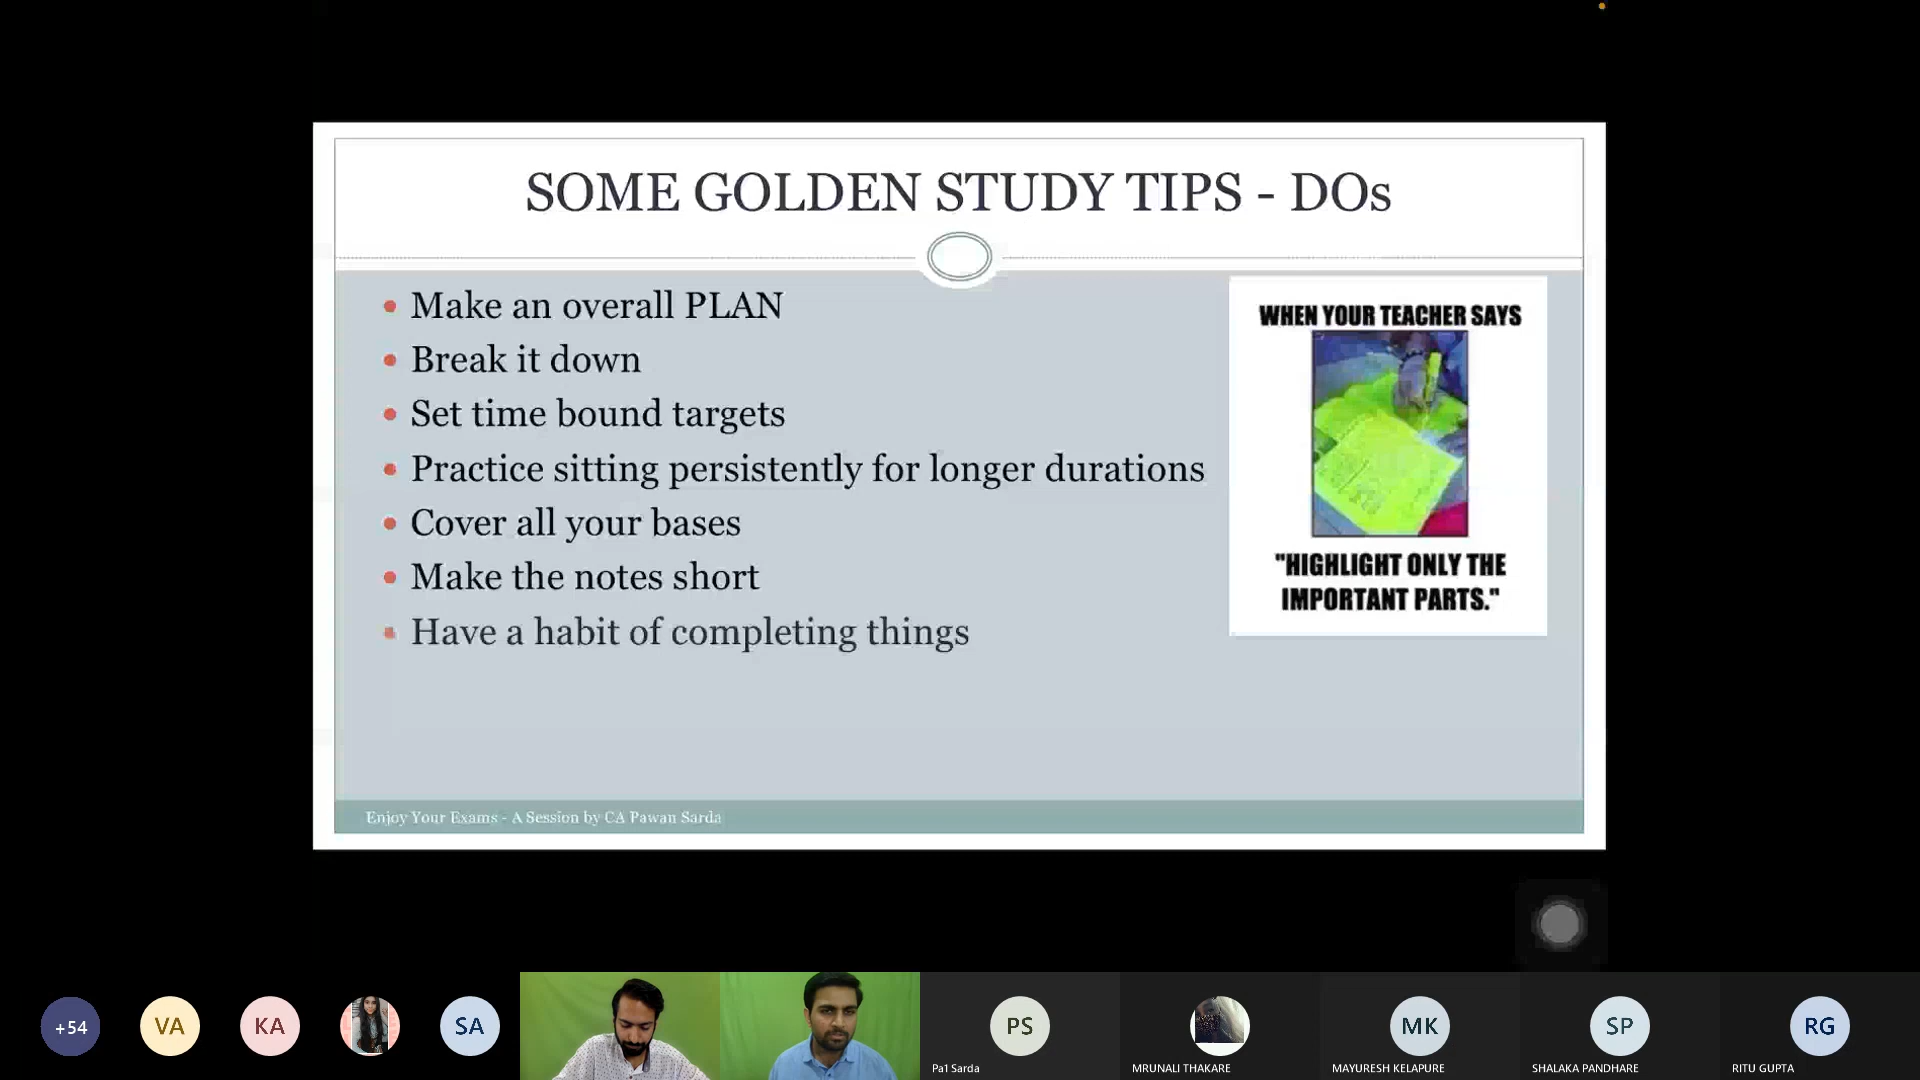 SOME GOLDEN STUDY TIPS - DOs
Make an overall PLAN
Break it down
Set time bound targets
Practice sitting persistently for longer durations
Cover all your bases
Make the notes short
Have a habit of completing things
WHEN YOUR TEACHER SAYS
"HIGHLIGHT ONLY THE
IMPORTANT PARTS."
Enjoy Your Exams - A Session by CA Pawan Sarda
+54
VA
KA
SA
PS
MK
SP
RG
Pa1 Sarda
MRUNALI THAKARE
MAYURESH KELAPURE
SHALAKA PANDHARE
RITU GUPTA